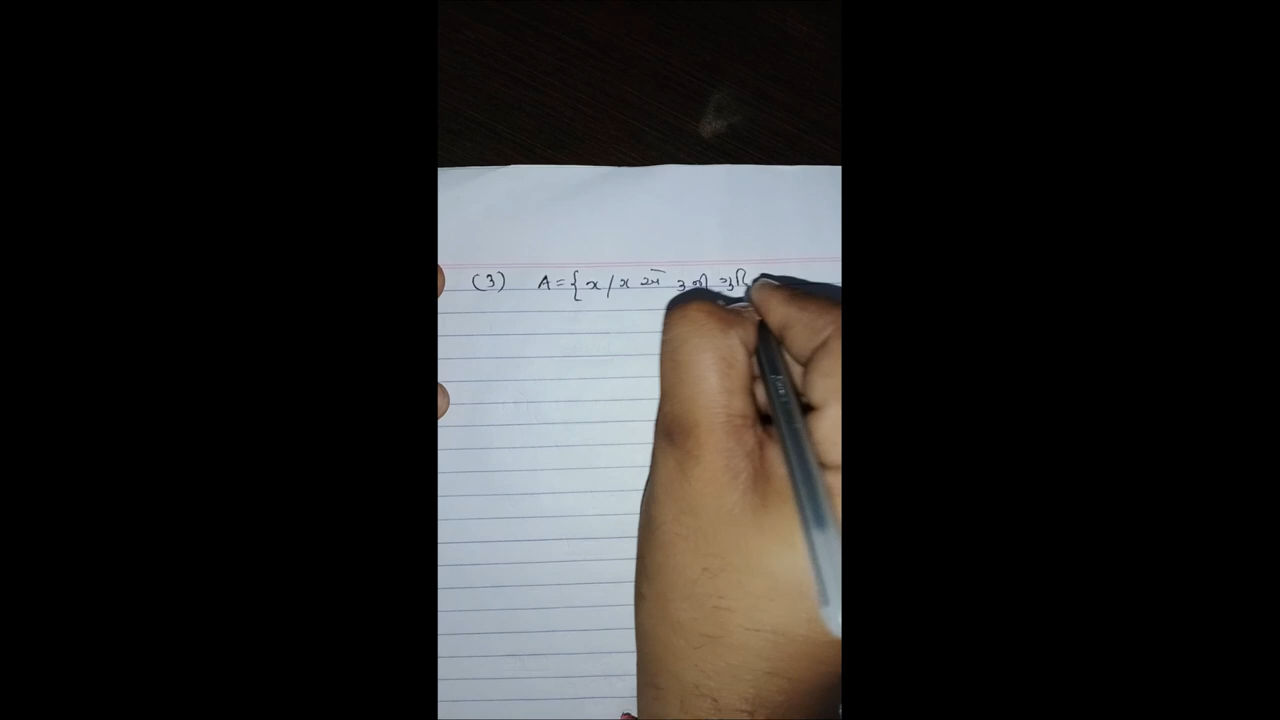 (3) A = { x / x એ 3 ની ગુણિ